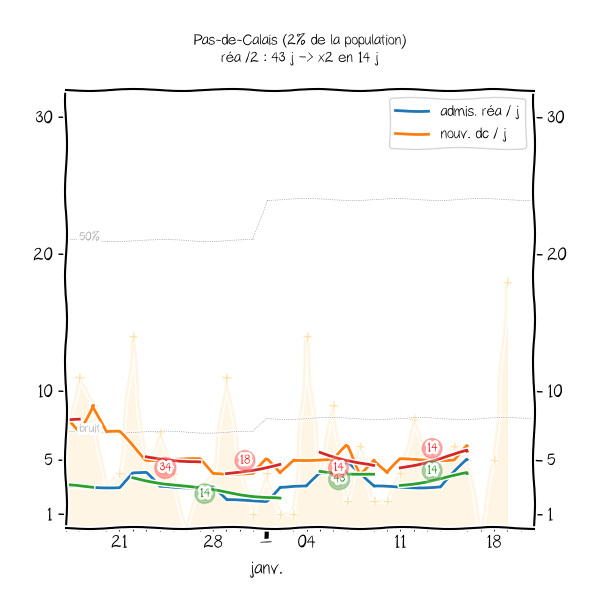 Pas-de-Calais (2% de la population)
réa /2 : 43 j -> x2 en 14 j
admis. réa / j
nouv. dc / j
30 30
20 20
50%
10 10
bruit
5 5
34 18 14 43 14
14 14
1 1
21 28 1 04 11 18
janv.